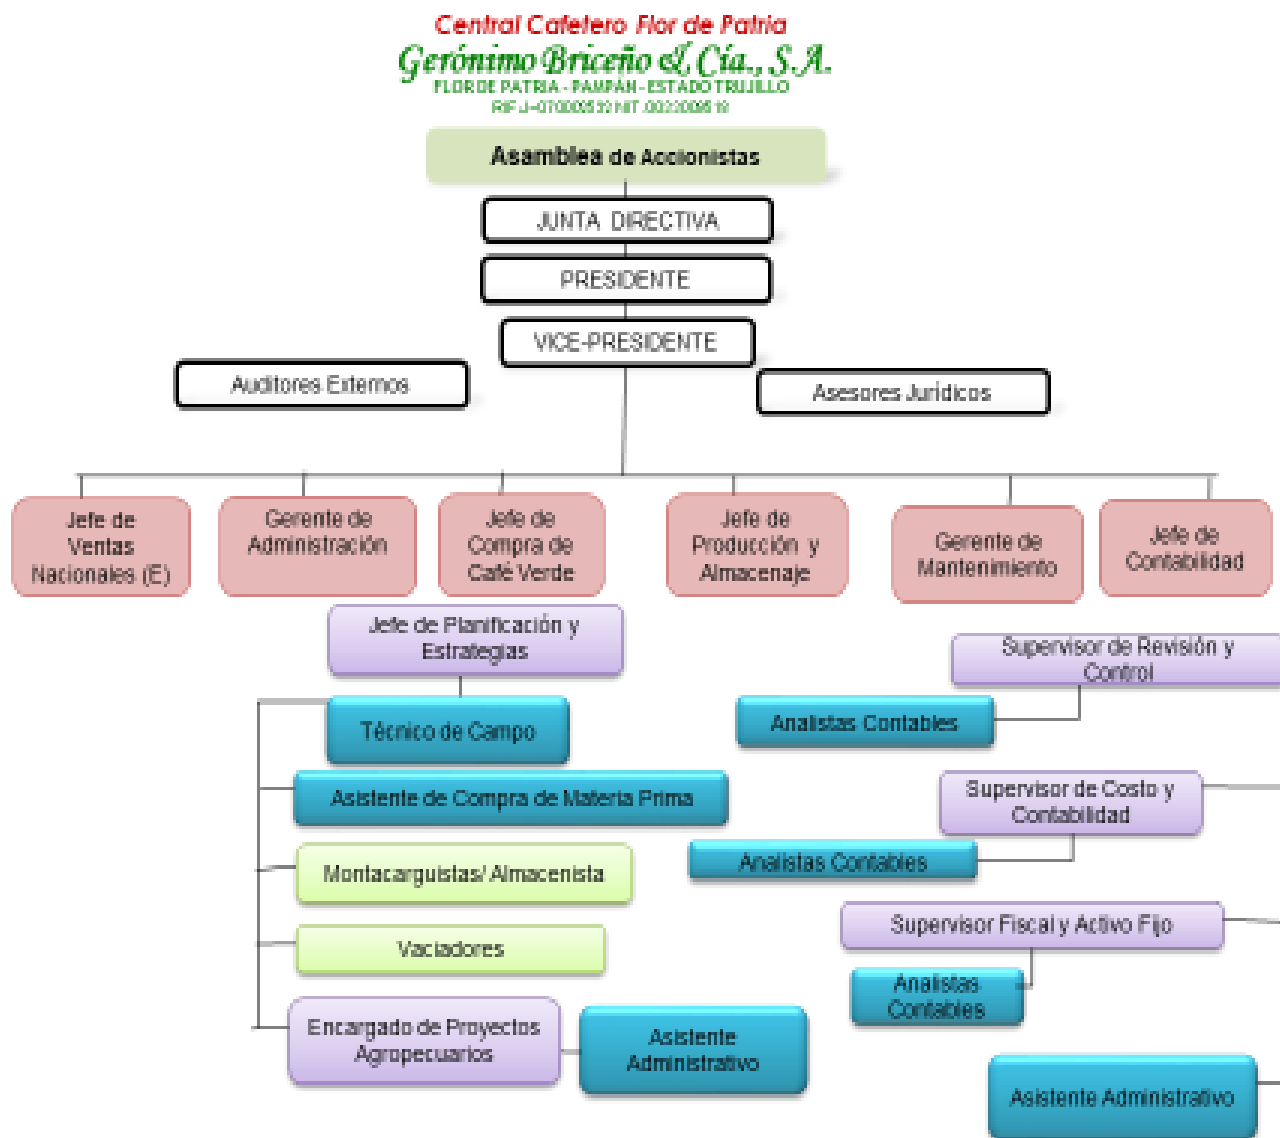 Central Cafetero Flor de Patria
Gerónimo Briceño & Cía., S.A.
FLOR DE PATRIA - PAMPÁN - ESTADO TRUJILLO
Asamblea de Accionistas
JUNTA DIRECTIVA
PRESIDENTE
VICE-PRESIDENTE
Auditores Externos
Asesores Jurídicos
Jefe de
Ventas
Nacionales (E)
Gerente de
Administración
Jefe de
Compra de
Café Verde
Jefe de
Producción y
Almacenaje
Gerente de
Mantenimiento
Jefe de
Contabilidad
Jefe de Planificación y
Estrategias
Técnico de Campo
Asistente de Compra de Materia Prima
Montacarguistas/ Almacenista
Vaciadores
Encargado de Proyectos
Agropecuarios
Asistente
Administrativo
Supervisor de Revisión y
Control
Analistas Contables
Supervisor de Costo y
Contabilidad
Analistas Contables
Supervisor Fiscal y Activo Fijo
Analistas
Contables
Asistente Administrativo